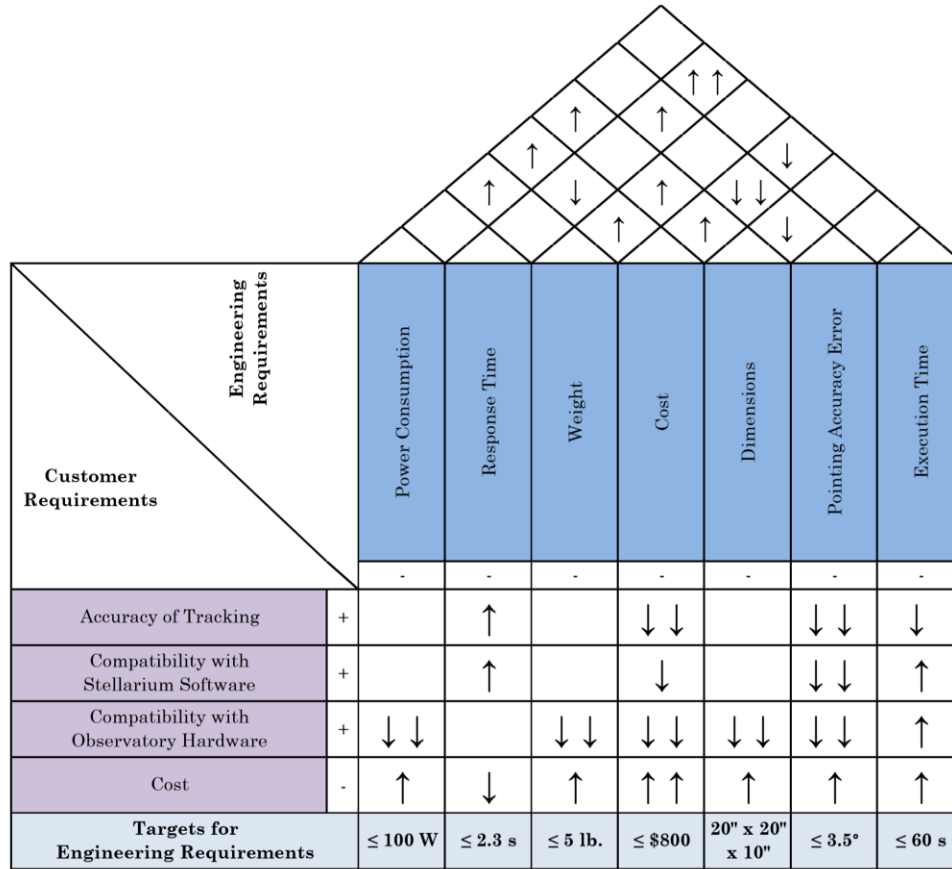 ↑ ↑
↑ ↑
↑ ↓
↑ ↓ ↑ ↓ ↓
↑ ↑ ↓
Engineering
Requirements
Customer
Requirements
Power Consumption
Response Time
Weight
Cost
Dimensions
Pointing Accuracy Error
Execution Time
- - - - - - -
Accuracy of Tracking + ↑ ↓ ↓ ↓ ↓ ↓
Compatibility with
Stellarium Software + ↑ ↓ ↓ ↓ ↑
Compatibility with
Observatory Hardware + ↓ ↓ ↓ ↓ ↓ ↓ ↓ ↓ ↓ ↓ ↑
Cost - ↑ ↓ ↑ ↑ ↑ ↑ ↑ ↑
Targets for
Engineering Requirements
≤ 100 W
≤ 2.3 s
≤ 5 lb.
≤ $800
20" x 20"
x 10"
≤ 3.5°
≤ 60 s